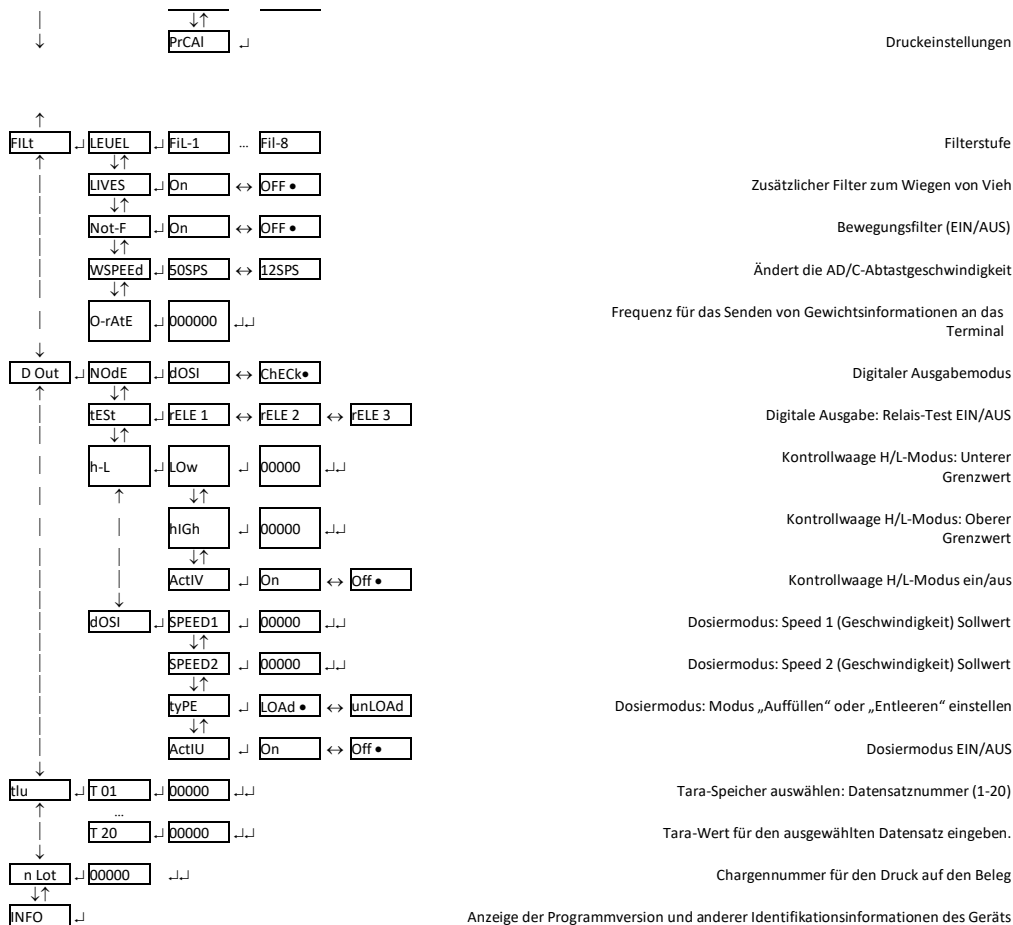 ↓↑
PrCAl ↵ Druckeinstellungen
FILt ↵ LEUEL ↵ FiL-1 … Fil-8 Filterstufe
↓↑
LIVES ↵ On ↔ OFF • Zusätzlicher Filter zum Wiegen von Vieh
↓↑
Not-F ↵ On ↔ OFF • Bewegungsfilter (EIN/AUS)
↓↑
WSPEEd ↵ 50SPS ↔ 12SPS Ändert die AD/C-Abtastgeschwindigkeit
↓↑
O-rAtE ↵ 000000 ↵↵ Frequenz für das Senden von Gewichtsinformationen an das
Terminal
D Out ↵ NOdE ↵ dOSI ↔ ChECk• Digitaler Ausgabemodus
↓↑
tESt ↵ rELE 1 ↔ rELE 2 ↔ rELE 3 Digitale Ausgabe: Relais-Test EIN/AUS
↓↑
h-L ↵ LOw ↵ 00000 ↵↵ Kontrollwaage H/L-Modus: Unterer
Grenzwert
↓↑
hIGh ↵ 00000 ↵↵ Kontrollwaage H/L-Modus: Oberer
Grenzwert
↓↑
ActIV ↵ On ↔ Off • Kontrollwaage H/L-Modus ein/aus
dOSI ↵ SPEED1 ↵ 00000 ↵↵ Dosiermodus: Speed 1 (Geschwindigkeit) Sollwert
↓↑
SPEED2 ↵ 00000 ↵↵ Dosiermodus: Speed 2 (Geschwindigkeit) Sollwert
↓↑
tyPE ↵ LOAd • ↔ unLOAd Dosiermodus: Modus „Auffüllen“ oder „Entleeren“ einstellen
↓↑
ActIU ↵ On ↔ Off • Dosiermodus EIN/AUS
tlu ↵ T 01 ↵ 00000 ↵↵ Tara-Speicher auswählen: Datensatznummer (1-20)
…
T 20 ↵ 00000 ↵↵ Tara-Wert für den ausgewählten Datensatz eingeben.
n Lot ↵ 00000 ↵↵ Chargennummer für den Druck auf den Beleg
↓↑
INFO ↵ Anzeige der Programmversion und anderer Identifikationsinformationen des Geräts